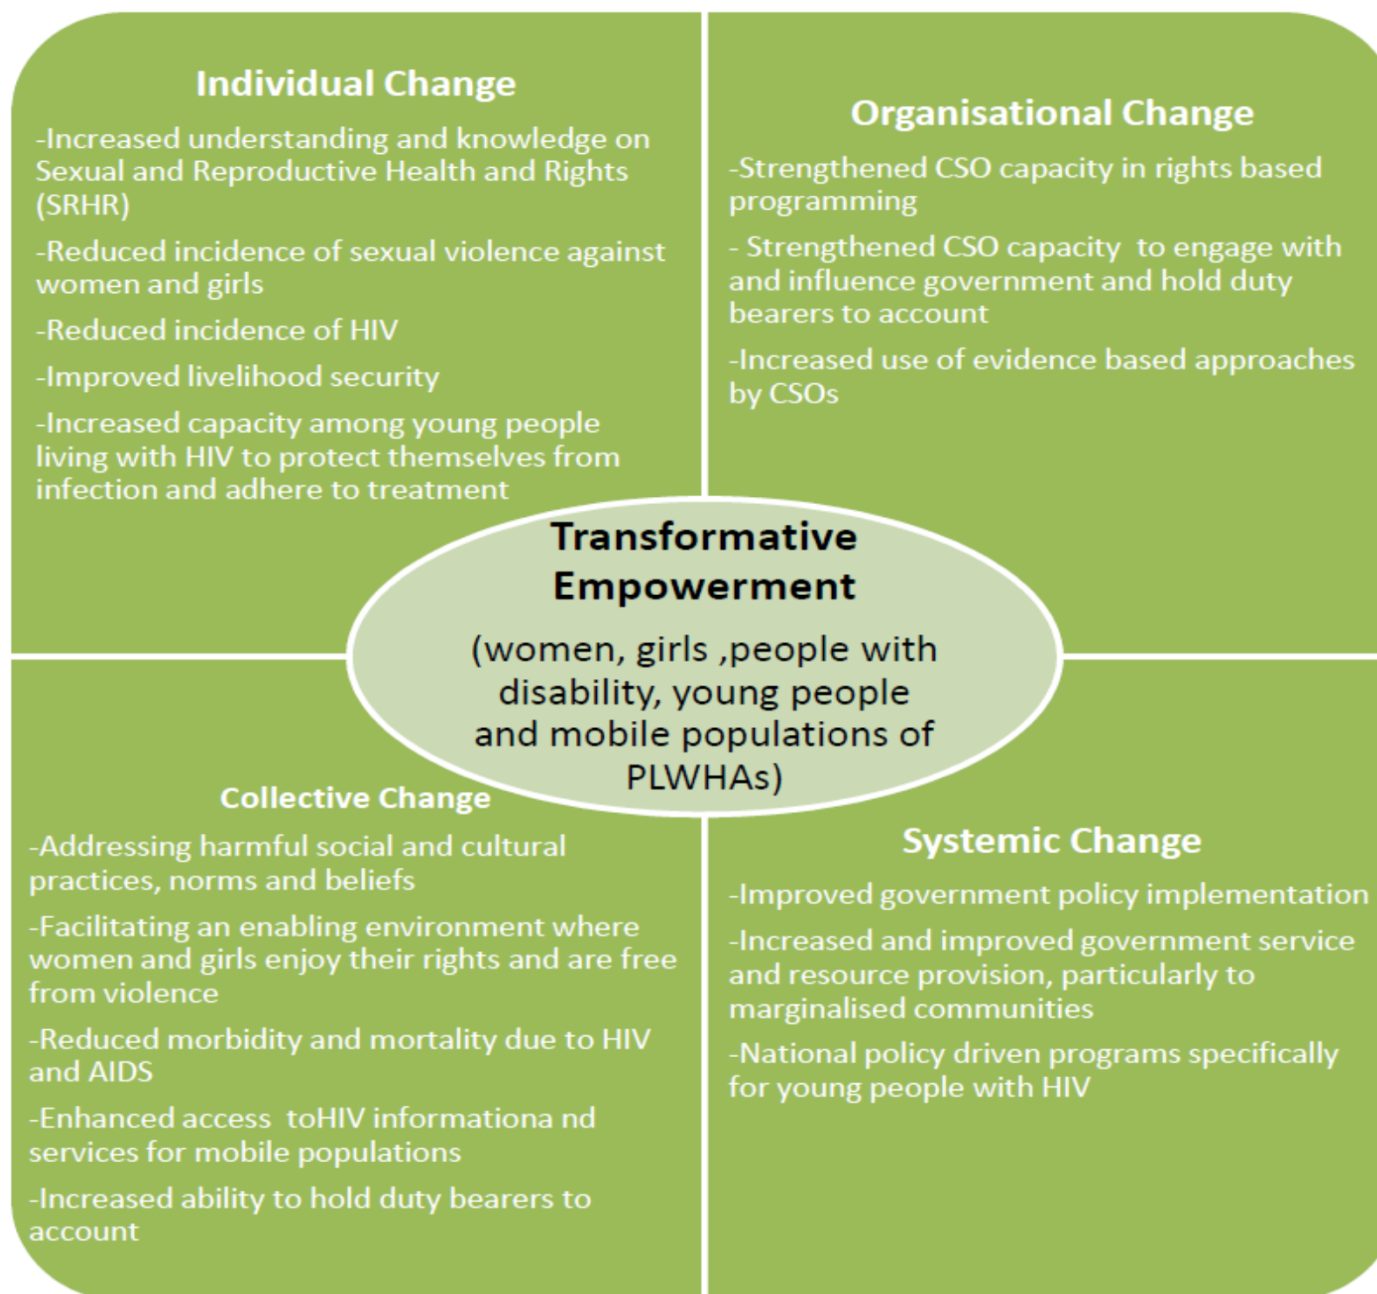 Individual Change
-Increased understanding and knowledge on
Sexual and Reproductive Health and Rights
(SRHR)
-Reduced incidence of sexual violence against
women and girls
-Reduced incidence of HIV
-Improved livelihood security
-Increased capacity among young people
living with HIV to protect themselves from
infection and adhere to treatment
Organisational Change
-Strengthened CSO capacity in rights based
programming
- Strengthened CSO capacity  to engage with
and influence government and hold duty
bearers to account
-Increased use of evidence based approaches
by CSOs
Transformative
Empowerment
(women, girls ,people with
disability, young people
and mobile populations of
PLWHAs)
Collective Change
-Addressing harmful social and cultural
practices, norms and beliefs
-Facilitating an enabling environment where
women and girls enjoy their rights and are free
from violence
-Reduced morbidity and mortality due to HIV
and AIDS
-Enhanced access  toHIV informationa nd
services for mobile populations
-Increased ability to hold duty bearers to
account
Systemic Change
-Improved government policy implementation
-Increased and improved government service
and resource provision, particularly to
marginalised communities
-National policy driven programs specifically
for young people with HIV